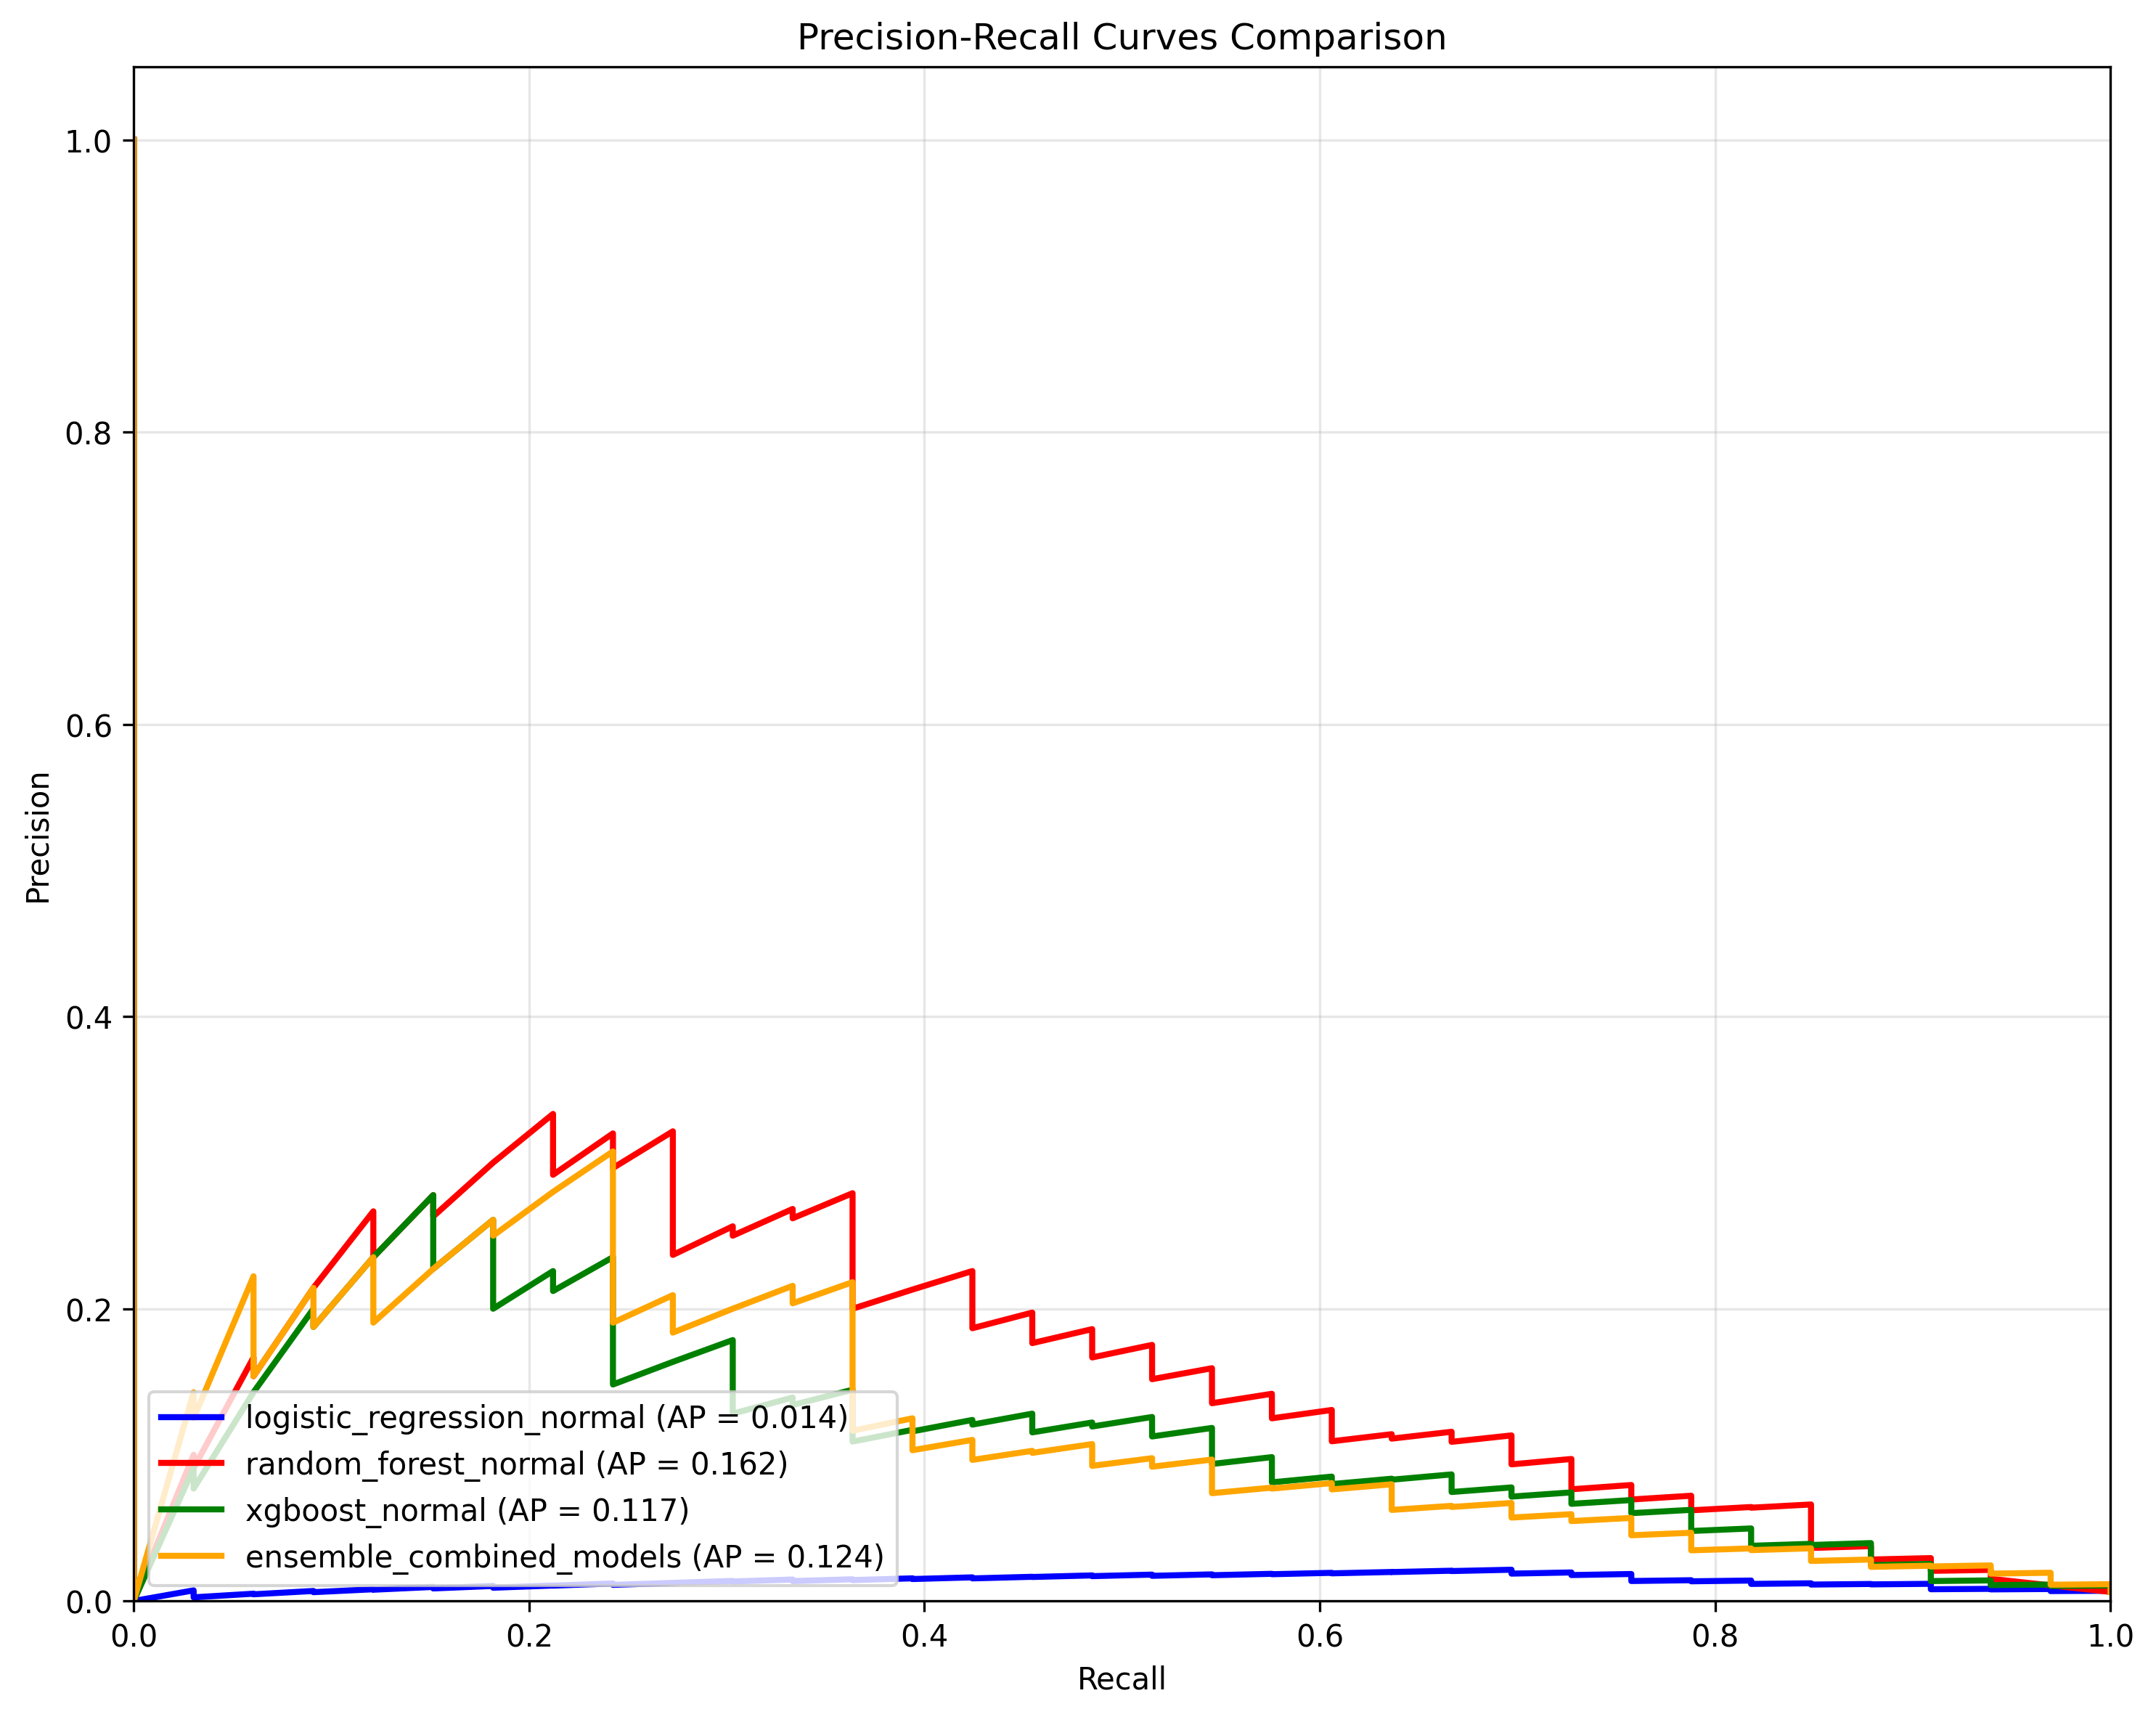 Precision-Recall Curves Comparison
1.0
0.8
0.6
0.4
0.2
0.0
Precision
logistic_regression_normal (AP = 0.014)
random_forest_normal (AP = 0.162)
xgboost_normal (AP = 0.117)
ensemble_combined_models (AP = 0.124)
0.0 0.2 0.4 0.6 0.8 1.0
Recall